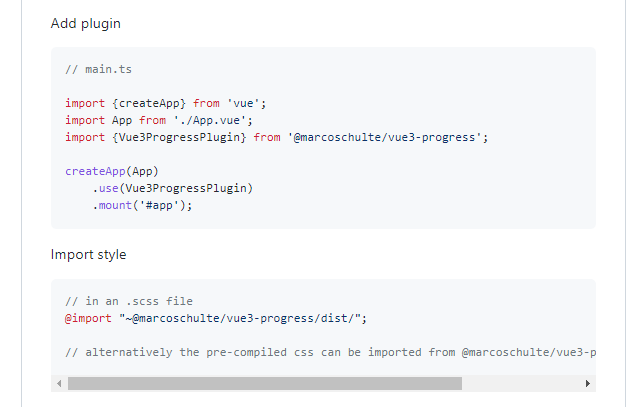 Add plugin
// main.ts
import {createApp} from 'vue';
import App from './App.vue';
import {Vue3ProgressPlugin} from '@marcoschulte/vue3-progress';
createApp(App)
    .use(Vue3ProgressPlugin)
    .mount('#app');
Import style
// in an .scss file
@import "~@marcoschulte/vue3-progress/dist/";
// alternatively the pre-compiled css can be imported from @marcoschulte/vue3-p